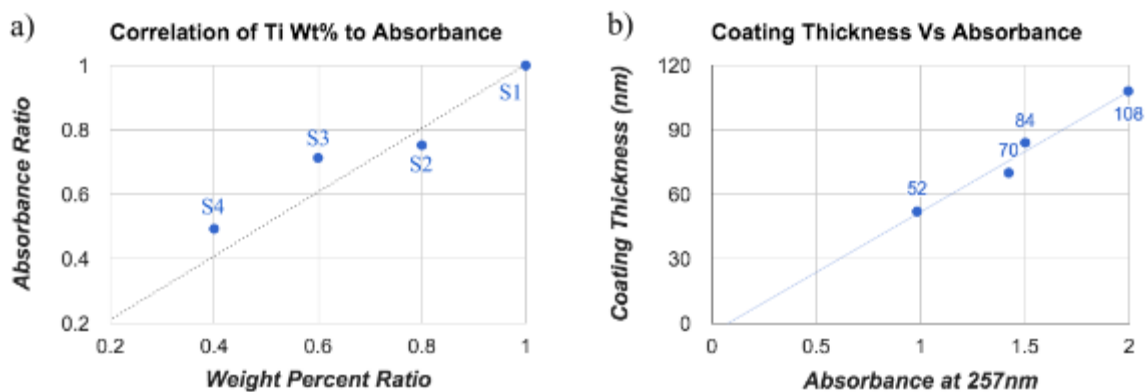 a)
Correlation of Ti Wt% to Absorbance
Absorbance Ratio
1
0.8
0.6
0.4
0.2
S1
S3
S2
S4
0.2 0.4 0.6 0.8 1
Weight Percent Ratio
b)
Coating Thickness Vs Absorbance
Coating Thickness (nm)
120
90
60
30
0
84
108
70
52
0 0.5 1 1.5 2
Absorbance at 257nm